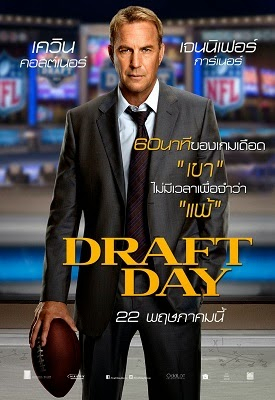 NFL
NFL
เควิน
คอสต์เนอร์
เจนนิเฟอร์
การ์เนอร์
60 นาทีของเกมเดือด
"เขา"
ไม่มีเวลาเพื่อจำว่า
"แพ้"
DRAFT
DAY
22 พฤษภาคมนี้